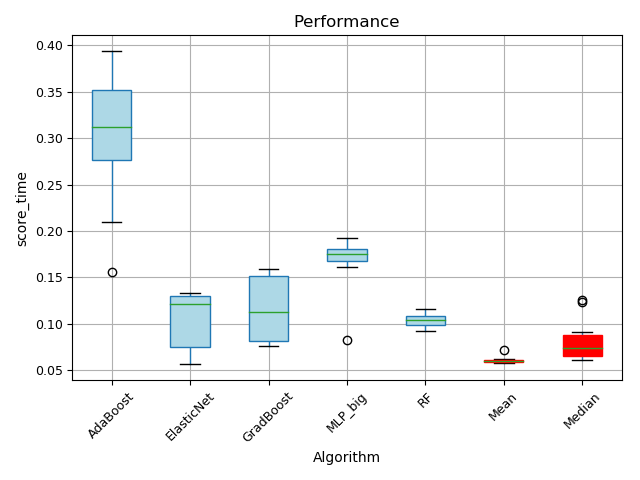 Performance
0.40
0.35
0.30
0.25
0.20
0.15
0.10
0.05
score_time
AdaBoost
ElasticNet
GradBoost
MLP_big
RF
Mean
Median
Algorithm